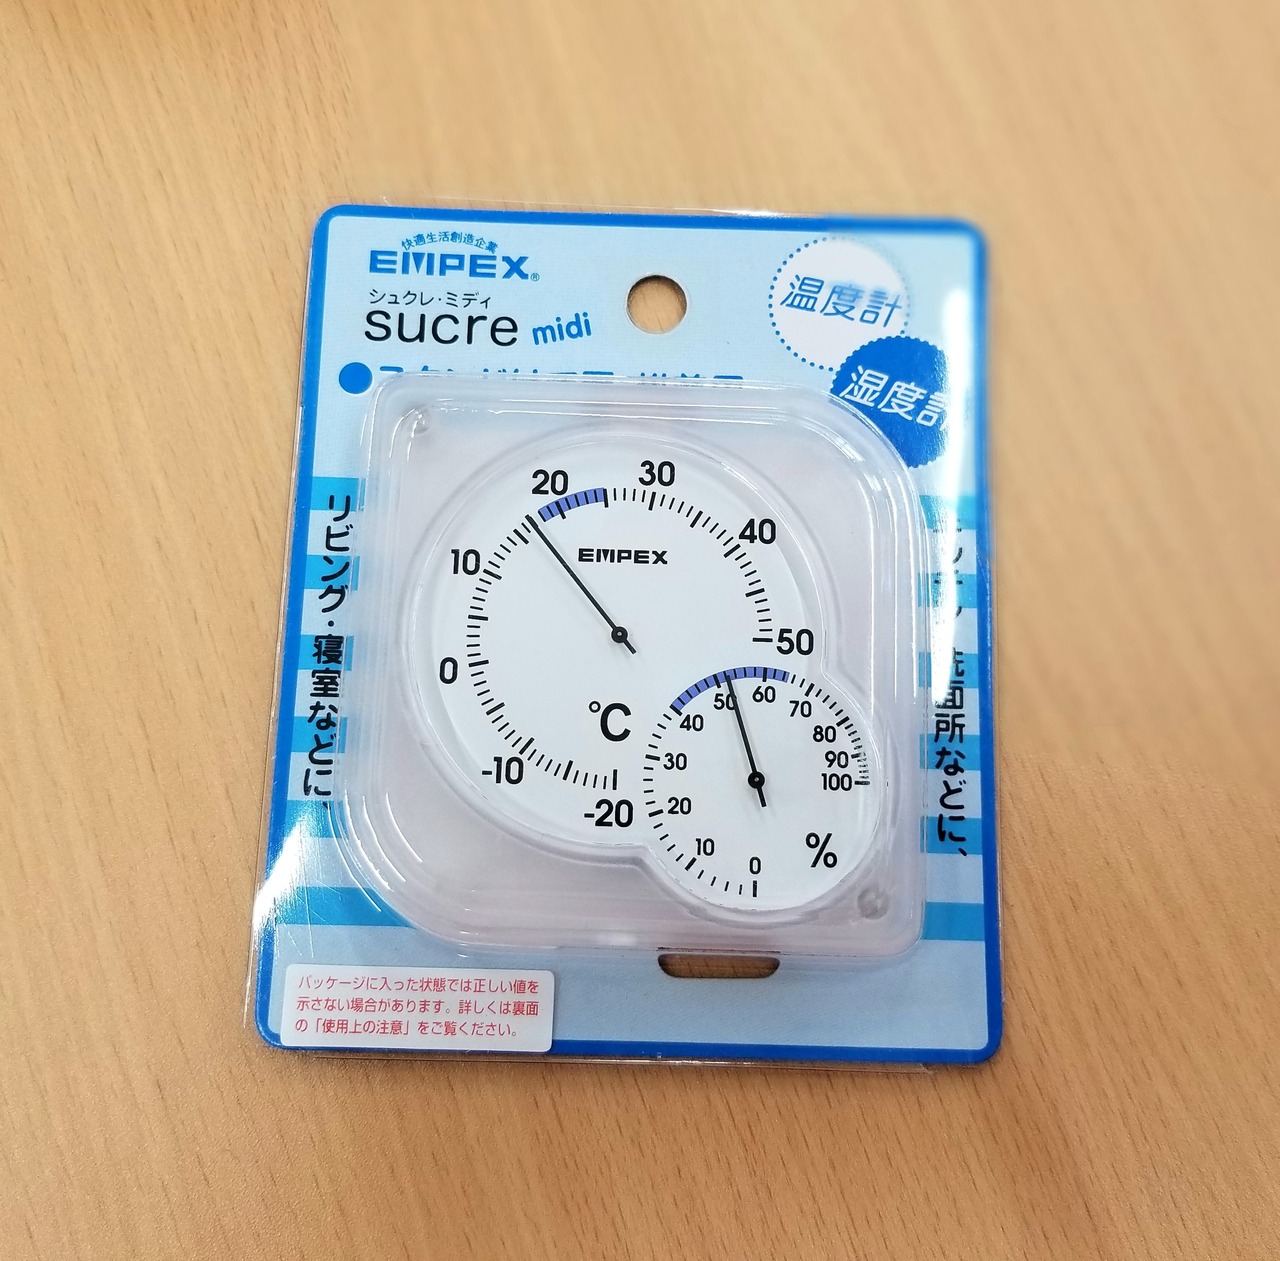 快適生活創造企業
EMPEX®
シュクレ・ミディ
sucre midi
温度計
湿度計
リビング・寝室などに、
面所などに、
20
30
10
40
EMPEX
0
50
°C
-10
-20
50
60
40
70
80
30
90
100
20
10
0
%
パッケージに入った状態では正しい値を
示さない場合があります。詳しくは裏面
の「使用上の注意」をご覧ください。